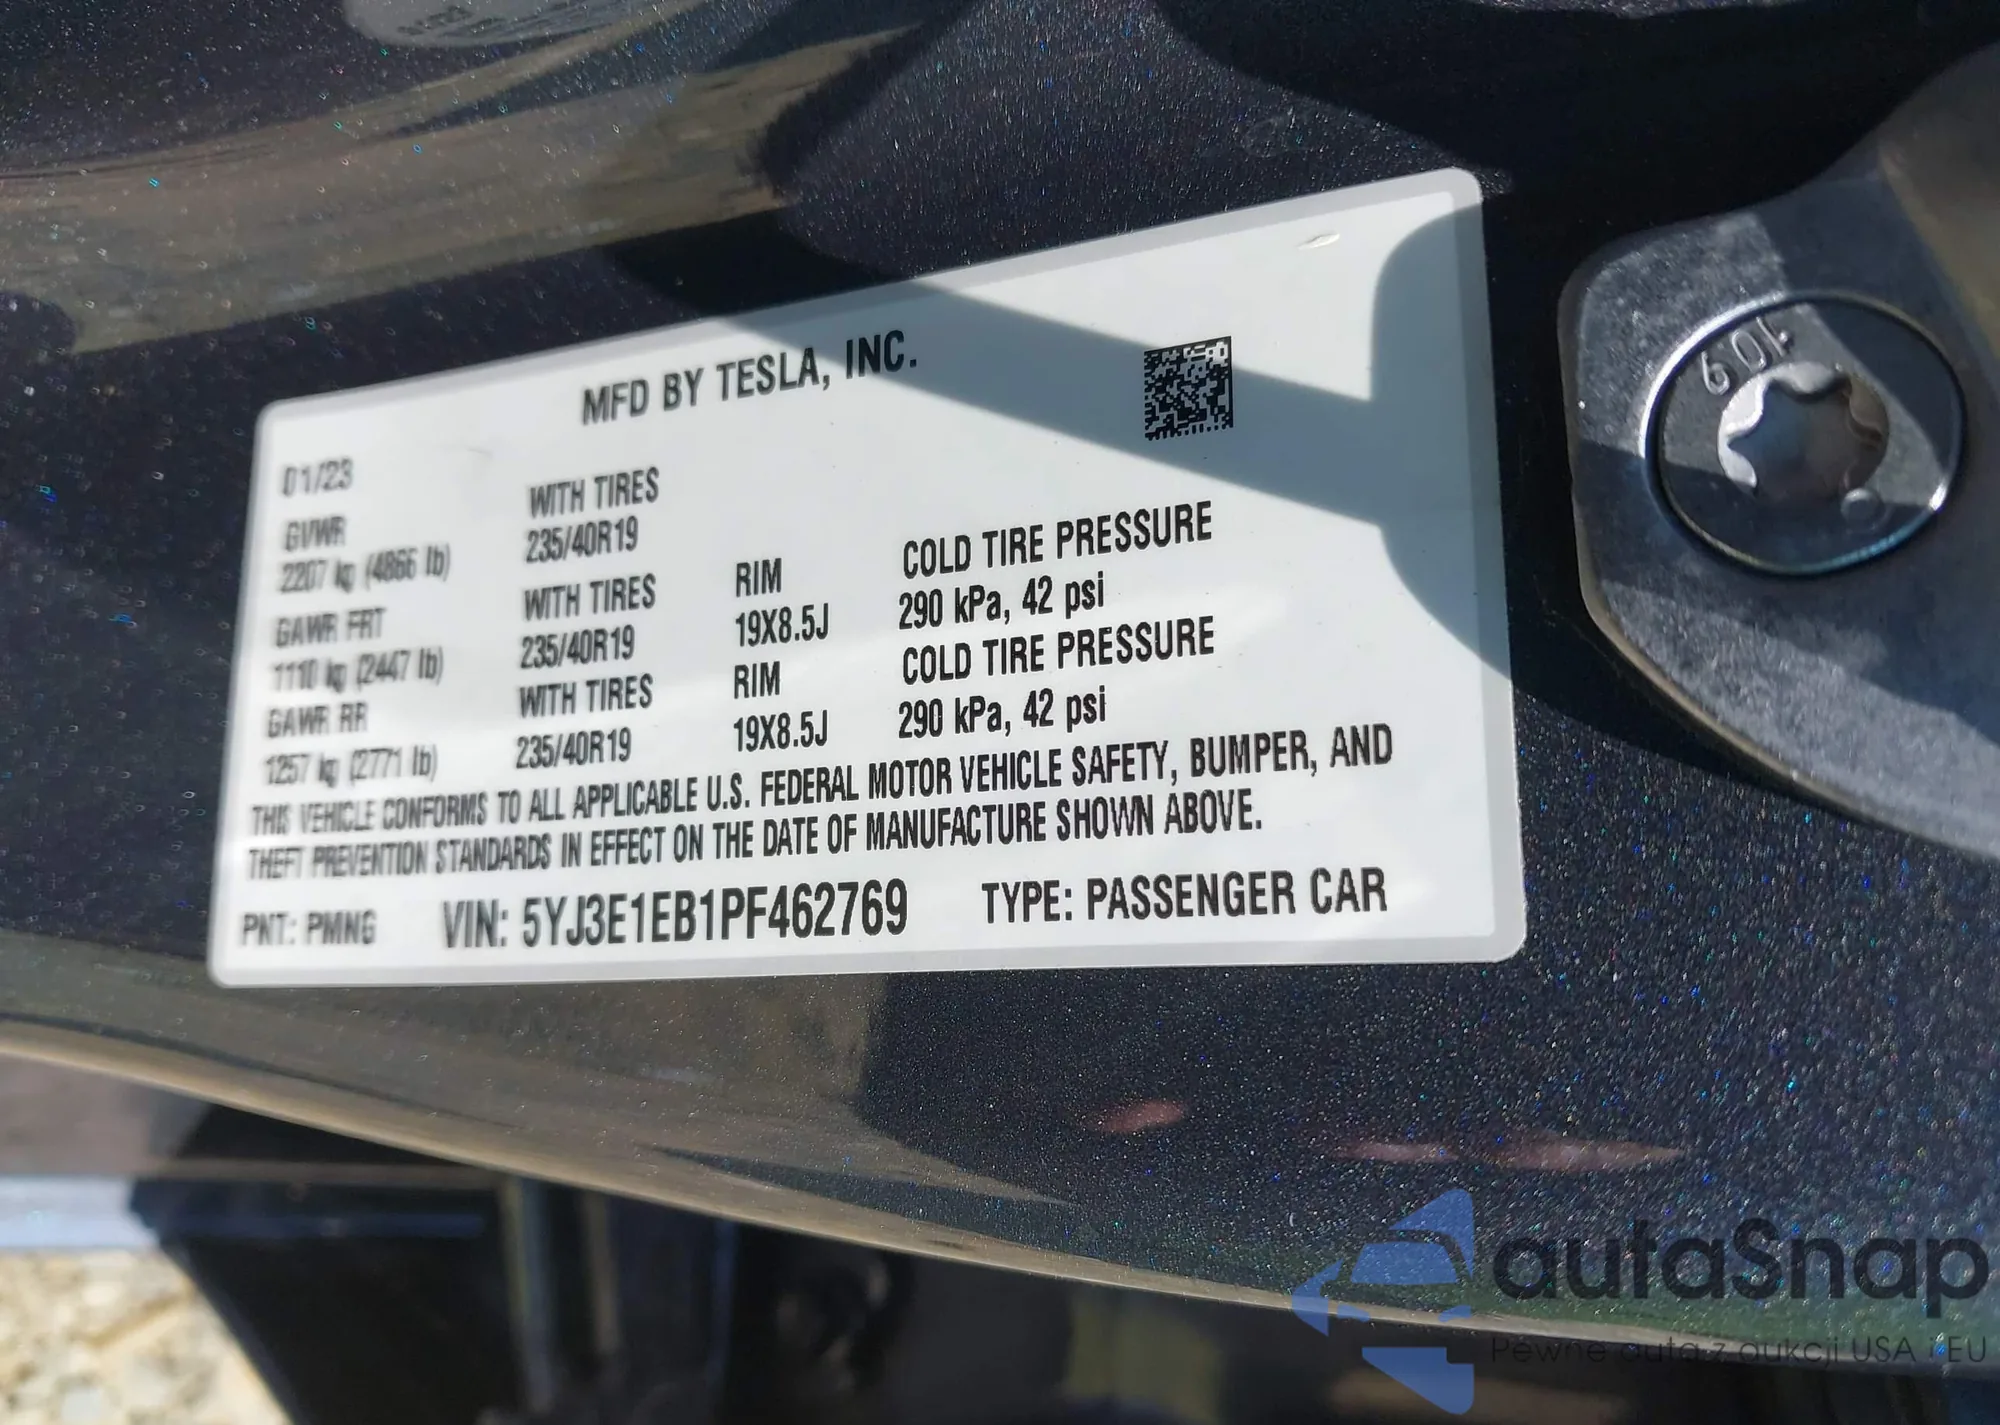 MFD BY TESLA, INC.
01/23
GVWR
2207 kg (4866 lb)
WITH TIRES
235/40R19
GAWR FRT
1110 kg (2447 lb)
WITH TIRES
235/40R19
RIM
19X8.5J
COLD TIRE PRESSURE
290 kPa, 42 psi
GAWR RR
1257 kg (2771 lb)
WITH TIRES
235/40R19
RIM
19X8.5J
COLD TIRE PRESSURE
290 kPa, 42 psi
THIS VEHICLE CONFORMS TO ALL APPLICABLE U.S. FEDERAL MOTOR VEHICLE SAFETY, BUMPER, AND
THEFT PREVENTION STANDARDS IN EFFECT ON THE DATE OF MANUFACTURE SHOWN ABOVE.
PNT: PMNG VIN: 5YJ3E1EB1PF462769 TYPE: PASSENGER CAR
10.9
autaSnap
Pewne auta z aukcji USA i EU